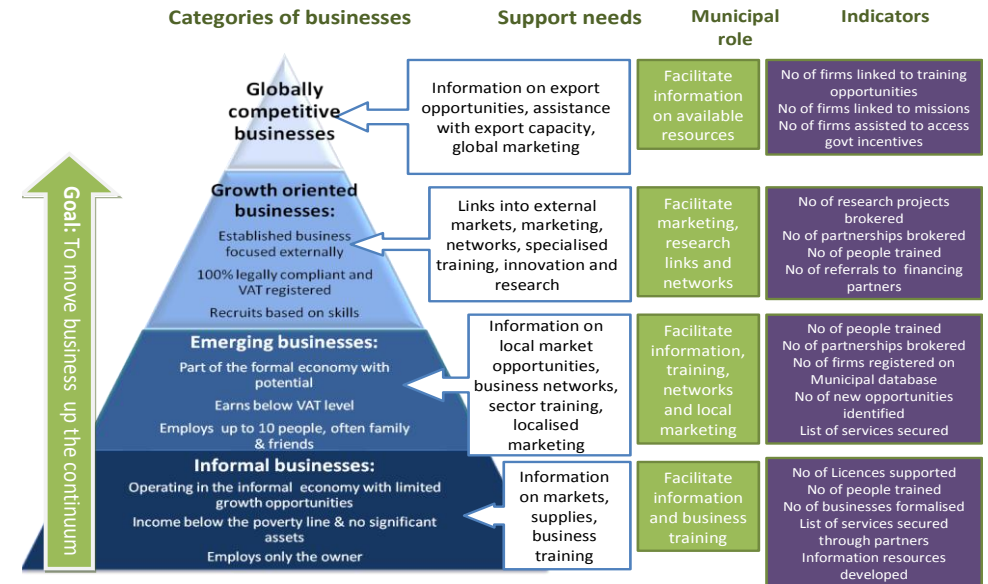 Categories of businesses
Support needs
Municipal
role
Indicators
Goal: To move business up the continuum
Globally
competitive
businesses
Information on export
opportunities, assistance
with export capacity,
global marketing
Facilitate
information
on available
resources
No of firms linked to training
opportunities
No of firms linked to missions
No of firms assisted to access
govt incentives
Growth oriented
businesses:
Established business
focused externally
100% legally compliant and
VAT registered
Recruits based on skills
Links into external
markets, marketing,
networks, specialised
training, innovation and
research
Facilitate
marketing,
research
links and
networks
No of research projects
brokered
No of partnerships brokered
No of people trained
No of referrals to financing
partners
Emerging businesses:
Part of the formal economy with
potential
Earns below VAT level
Employs up to 10 people, often family
& friends
Information on
local market
opportunities,
business networks,
sector training,
localised
marketing
Facilitate
information,
training,
networks
and local
marketing
No of people trained
No of partnerships brokered
No of firms registered on
Municipal database
No of new opportunities
identified
List of services secured
Informal businesses:
Operating in the informal economy with limited
growth opportunities
Income below the poverty line & no significant
assets
Employs only the owner
Information
on markets,
supplies,
business
training
Facilitate
information
and business
training
No of Licences supported
No of people trained
No of businesses formalised
List of services secured
through partners
Information resources
developed